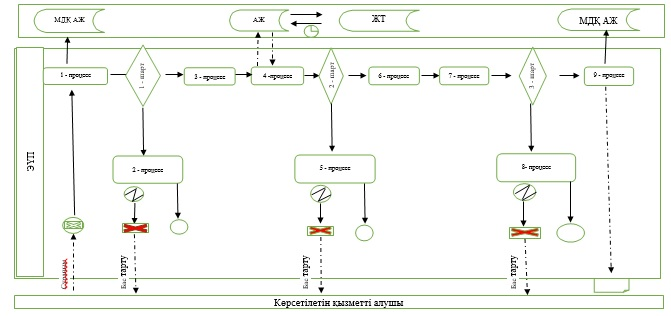 МДҚ АЖ
АЖ
ЖТ
МДҚ АЖ
ЭҮП
1 - процесс
1 - шарт
3 - процесс
4 -процесс
2 - шарт
6 - процесс
7 - процесс
3 - шарт
9 - процесс
2 - процесс
5 - процесс
8- процесс
Сұраныс
Бас тарту
Бас тарту
Бас тарту
Көрсетілетін қызметті алушы